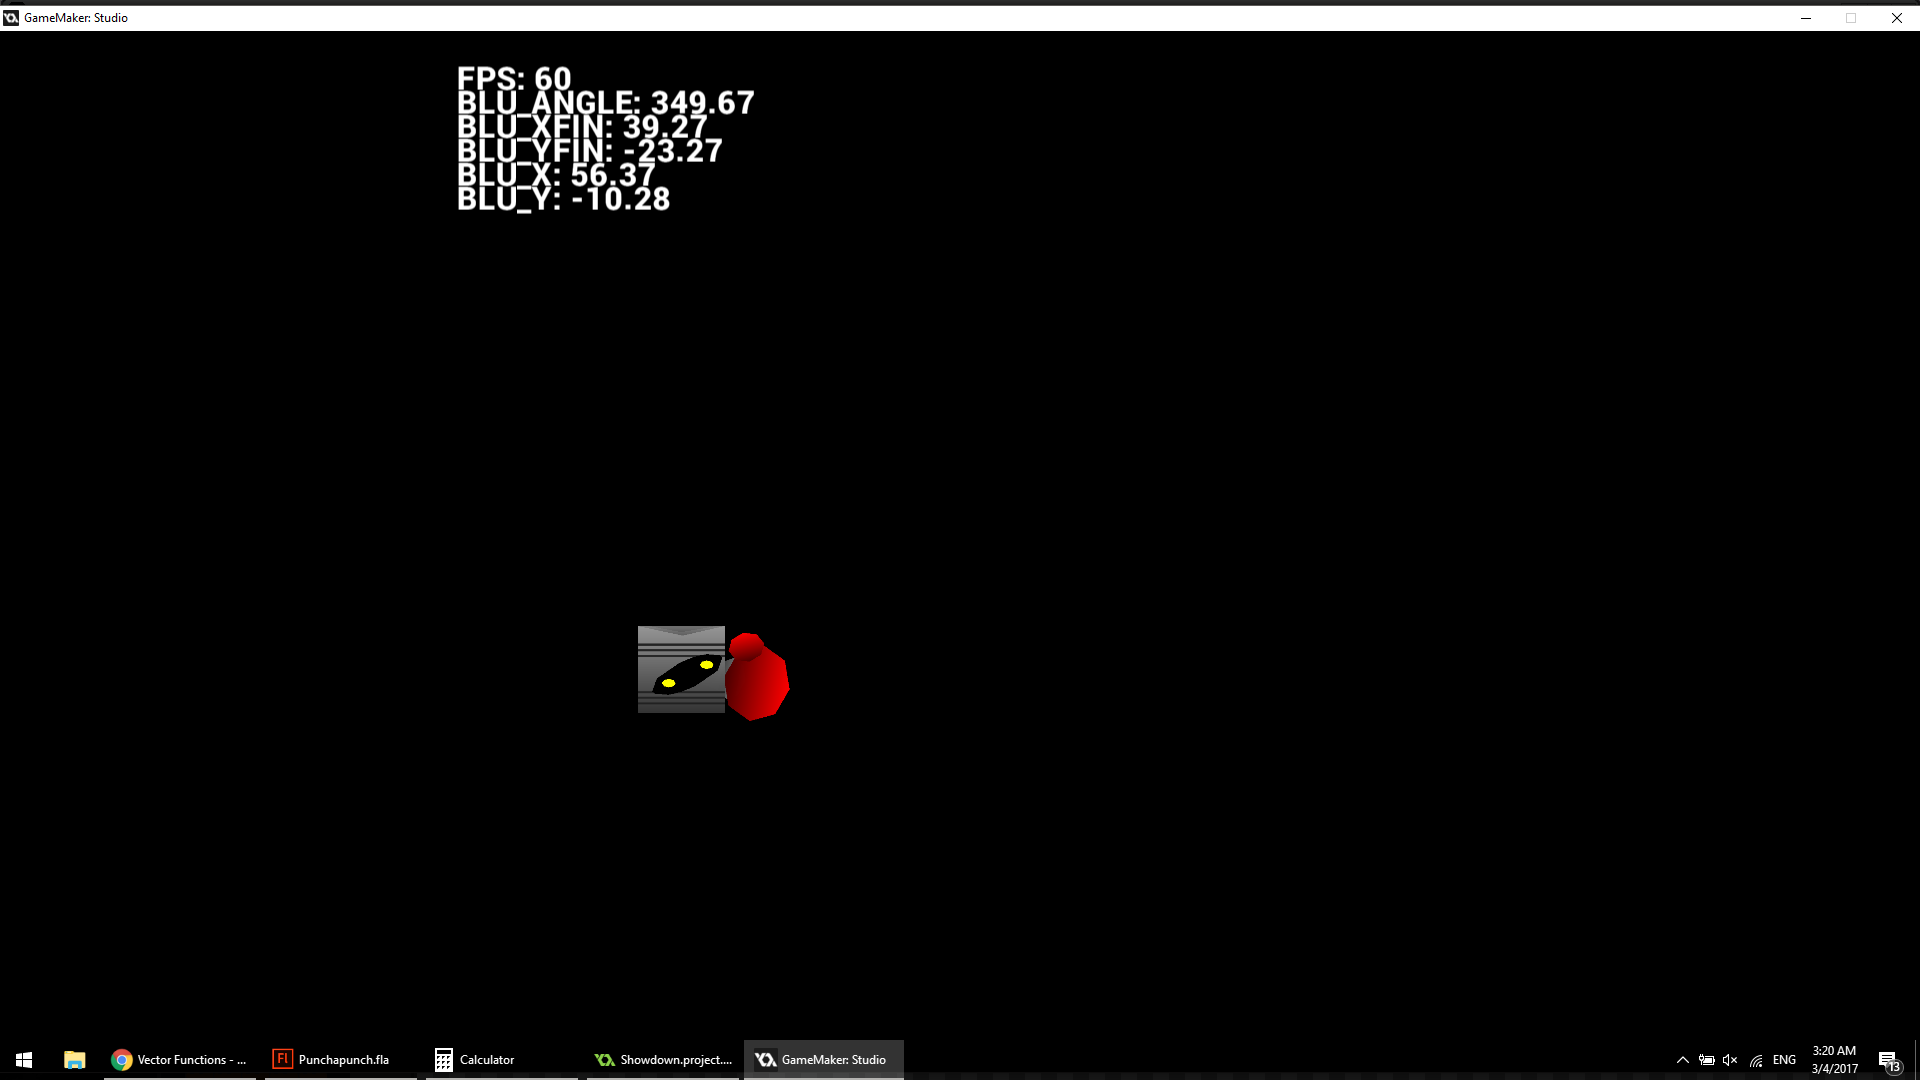 GameMaker: Studio
FPS: 60
BLU_ANGLE: 349.67
BLU_XFIN: 39.27
BLU_YFIN: -23.27
BLU_X: 56.37
BLU_Y: -10.28
Vector Functions - ... Fl Punchapunch.fla Calculator Showdown.project.... GameMaker: Studio ENG 3:20 AM
3/4/2017 13